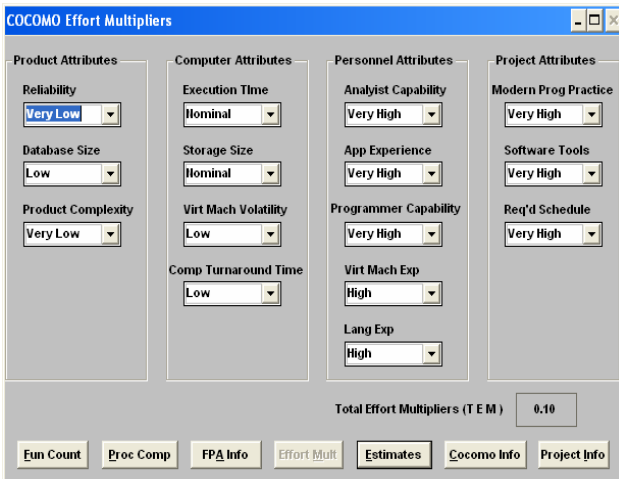 COCOMO Effort Multipliers
Product Attributes
Reliability
Very Low
Database Size
Low
Product Complexity
Very Low
Computer Attributes
Execution TIme
Nominal
Storage Size
Nominal
Virt Mach Volatility
Low
Comp Turnaround Time
Low
Personnel Attributes
Analyist Capability
Very High
App Experience
Very High
Programmer Capability
Very High
Virt Mach Exp
High
Lang Exp
High
Project Attributes
Modern Prog Practice
Very High
Software Tools
Very High
Req'd Schedule
Very High
Total Effort Multipliers (T E M )
0.10
Fun Count
Proc Comp
FPA Info
Effort Mult
Estimates
Cocomo Info
Project Info